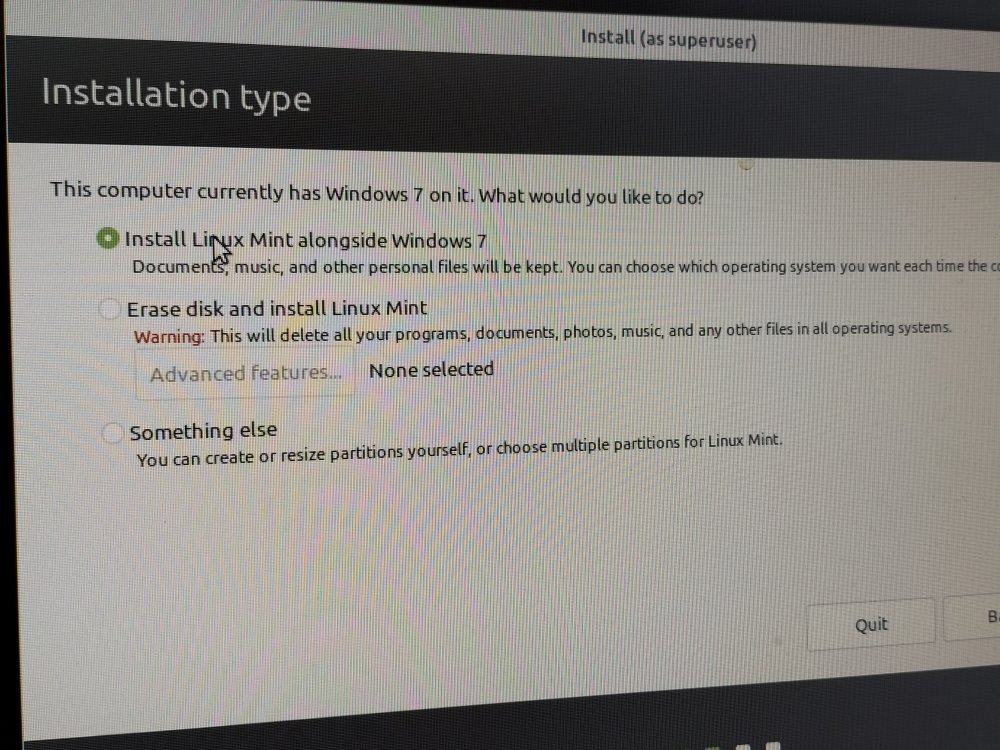 Install (as superuser)
Installation type
This computer currently has Windows 7 on it. What would you like to do?
Install Linux Mint alongside Windows 7
Documents, music, and other personal files will be kept. You can choose which operating system you want each time the
Erase disk and install Linux Mint
Warning: This will delete all your programs, documents, photos, music, and any other files in all operating systems.
Advanced features... None selected
Something else
You can create or resize partitions yourself, or choose multiple partitions for Linux Mint.
Quit